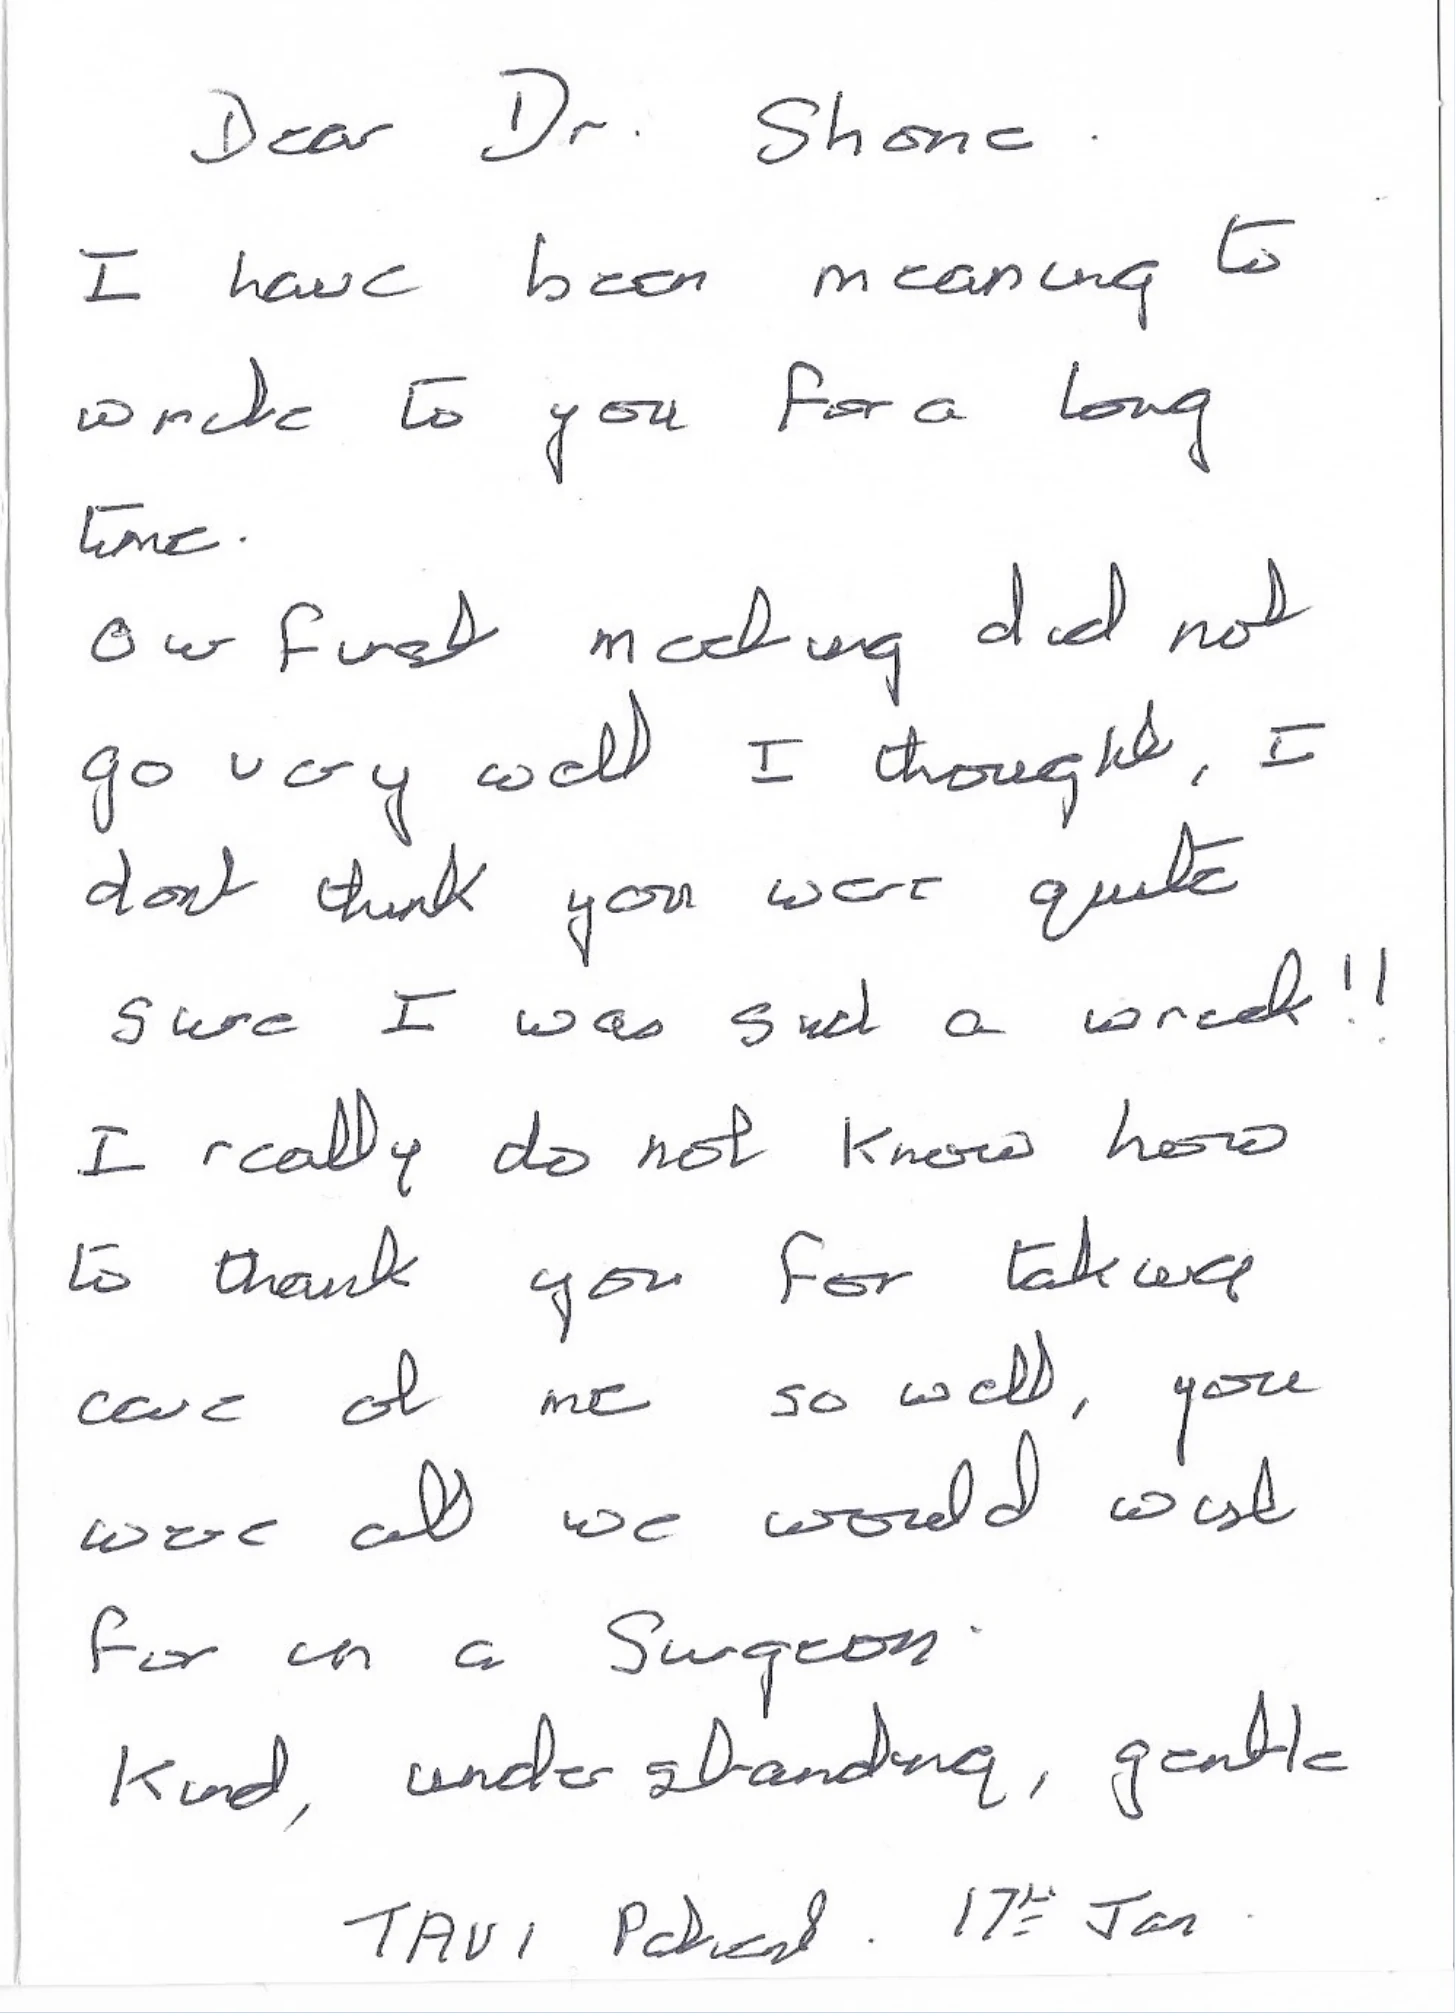 Dear Dr. Shone.
I have been meaning to
write to you for a long
time.
Our first meeting did not
go very well I thought, I
dont think you were quite
sure I was such a wreck!!
I really do not know how
to thank you for taking
care of me so well, you
were all we would wish
for in a Surgeon.
Kind, understanding, gentle
TAVI Patient. 17th Jan.